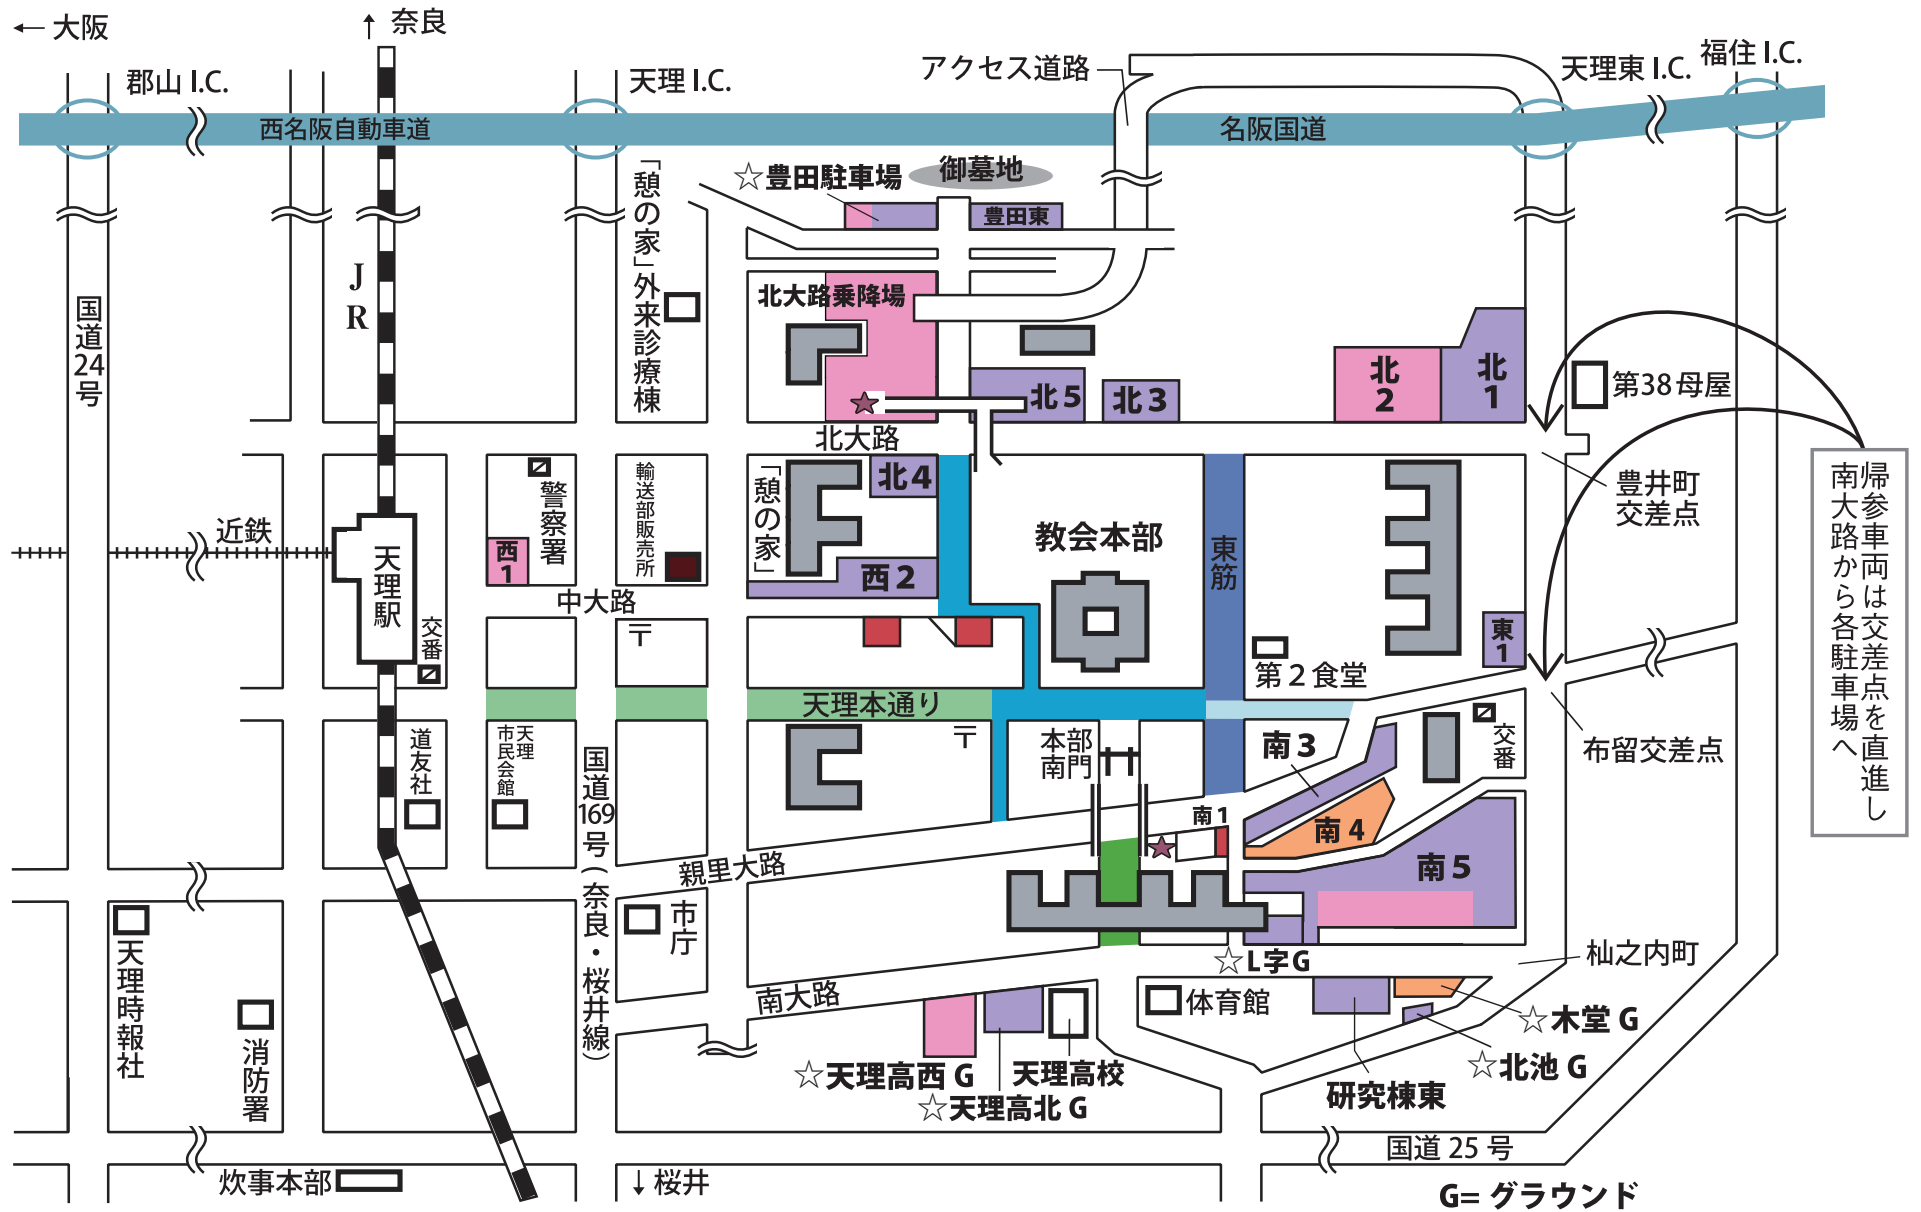 ←大阪
↑奈良
郡山 I.C.
天理 I.C.
アクセス道路
天理東 I.C.
福住 I.C.
西名阪自動車道
名阪国道
☆豊田駐車場
御墓地
豊田東
「憩の家」外来診療棟
国道24号
JR
北大路乗降場
北5
北3
北2
北1
第38母屋
北大路
豊井町
交差点
帰参車両は交差点を直進し
南大路から各駐車場へ
近鉄
天理駅
交番
警察署
西1
輸送部販売所
「憩の家」
北4
西2
教会本部
東筋
中大路
〒
東1
第2食堂
天理本通り
道友社
天理
市民会館
国道169号(奈良・桜井線)
〒
本部
南門
南3
交番
布留交差点
南1
南4
南5
親里大路
市庁
天理時報社
消防署
☆L字G
杣之内町
南大路
体育館
☆木堂 G
☆北池 G
☆天理高西 G
天理高校
☆天理高北 G
研究棟東
国道 25 号
炊事本部
↓桜井
G= グラウンド